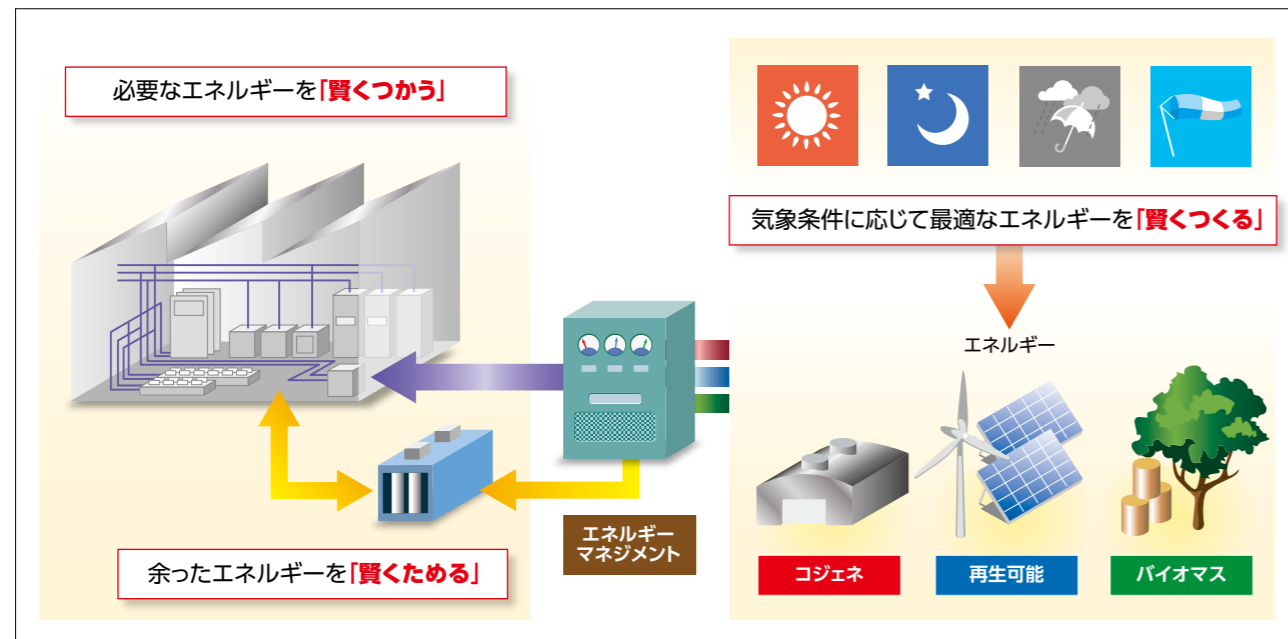 必要なエネルギーを「賢くつかう」
気象条件に応じて最適なエネルギーを「賢くつくる」
エネルギー
エネルギー
マネジメント
余ったエネルギーを「賢くためる」
コジェネ
再生可能
バイオマス